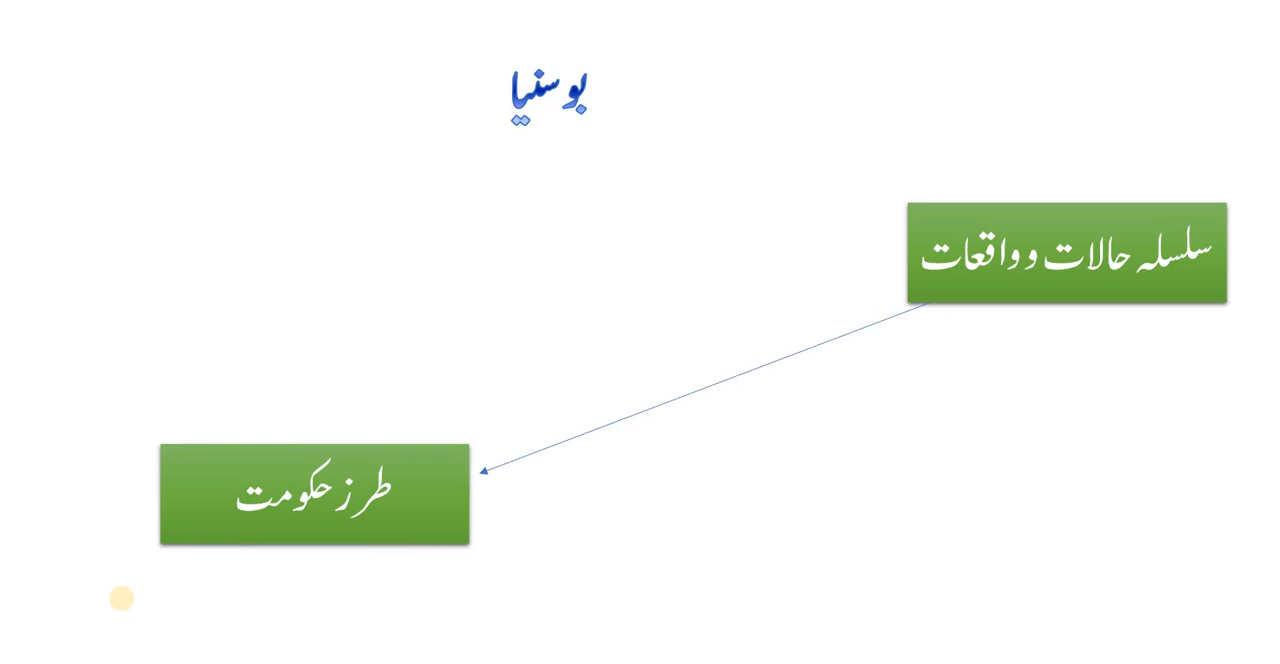 بوسنیا
سلسلہ حالات و واقعات
طرز حکومت